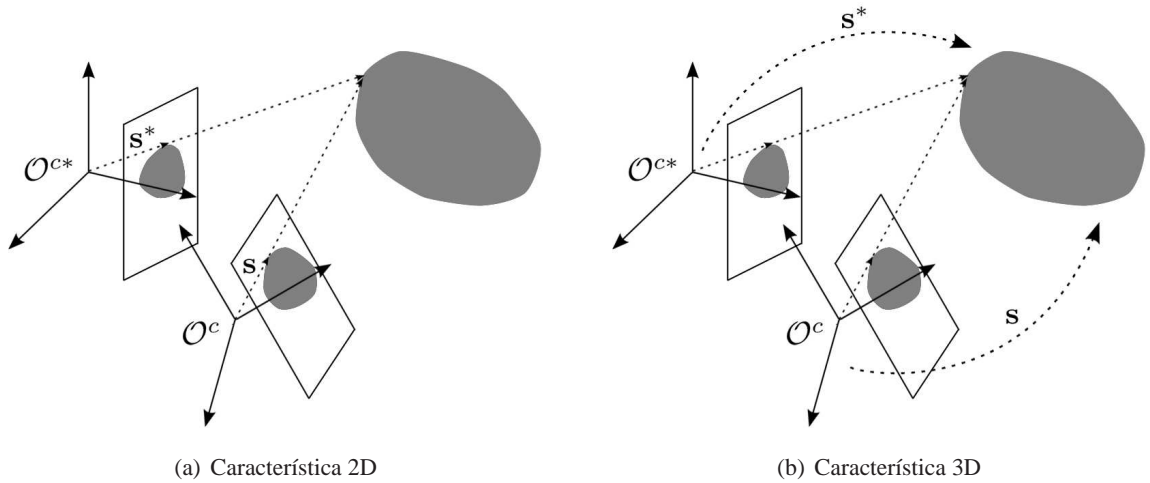 s*
O^{c*}
s
O^c
(a) Característica 2D
s*
O^{c*}
O^c
s
(b) Característica 3D